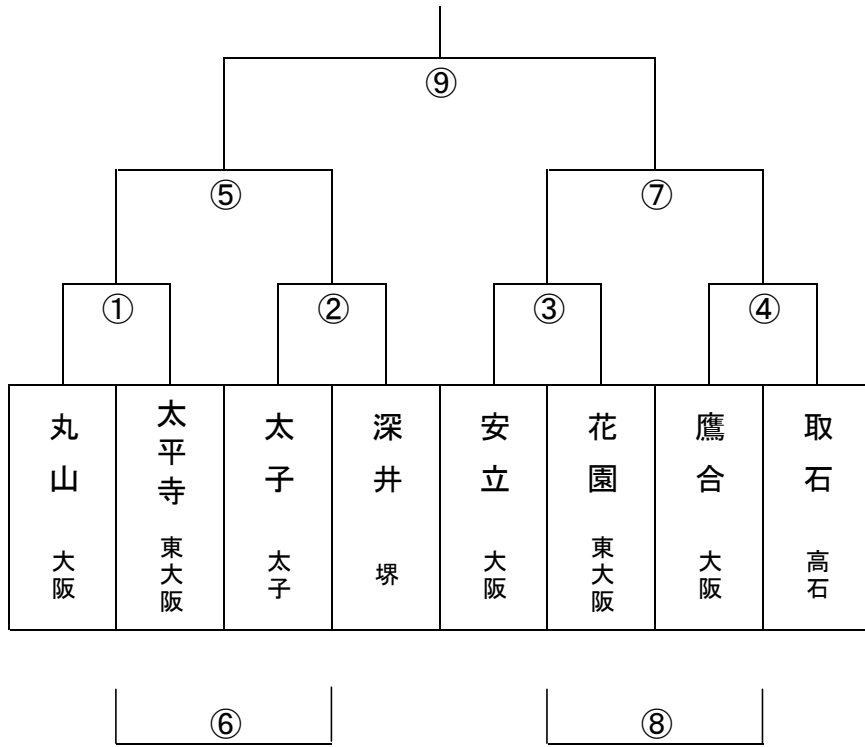 ⑨
⑤
⑦
①
②
③
④
丸山
大阪
太平寺
東大阪
太子
太子
深井
堺
安立
大阪
花園
東大阪
鷹合
大阪
取石
高石
⑥
⑧